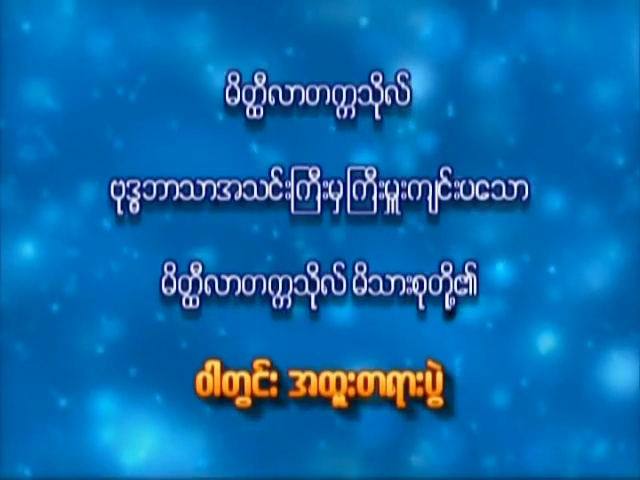 မိတ္ထီလာတက္ကသိုလ်
ဗုဒ္ဓဘာသာအသင်းကြီးမှကြီးမှူးကျင်းပသော
မိတ္ထီလာတက္ကသိုလ် မိသားစုတို့၏
ဝါတွင်း အထူးတရားပွဲ